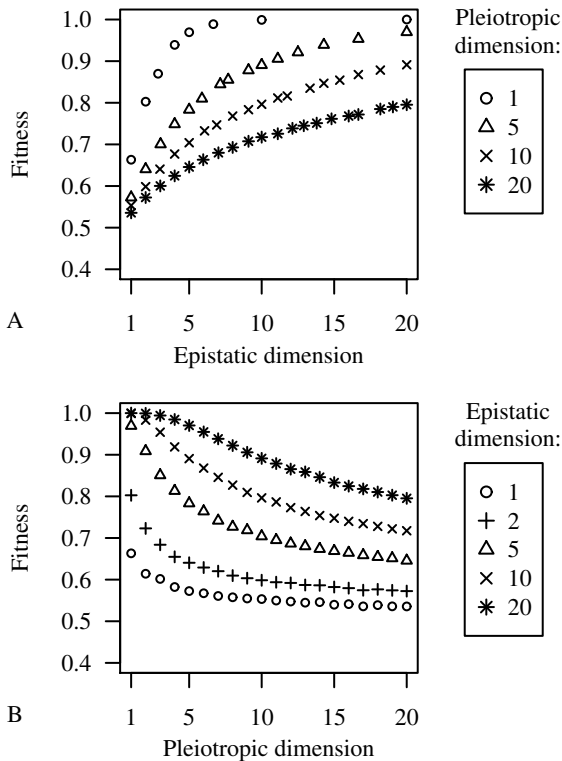 Pleiotropic
dimension:
1
5
10
20
Fitness
1.0
0.9
0.8
0.7
0.6
0.5
0.4
1 5 10 15 20
A
Epistatic dimension
Epistatic
dimension:
1
2
5
10
20
Fitness
1.0
0.9
0.8
0.7
0.6
0.5
0.4
1 5 10 15 20
B
Pleiotropic dimension